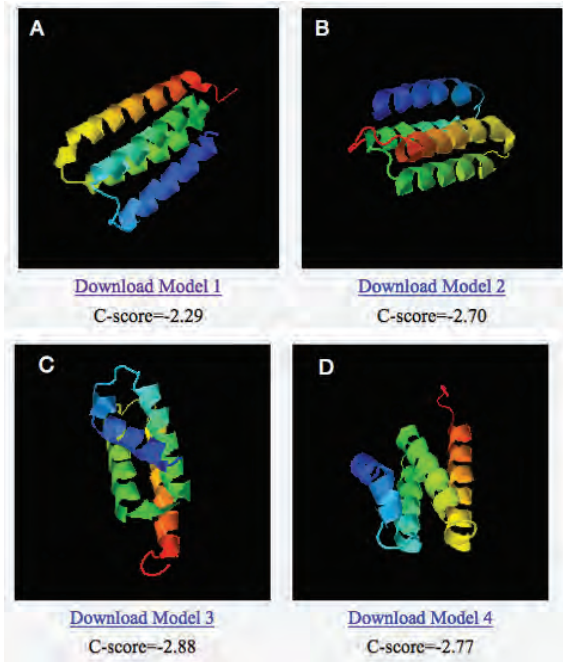 A
B
Download Model 1
Download Model 2
C-score=-2.29
C-score=-2.70
C
D
Download Model 3
Download Model 4
C-score=-2.88
C-score=-2.77